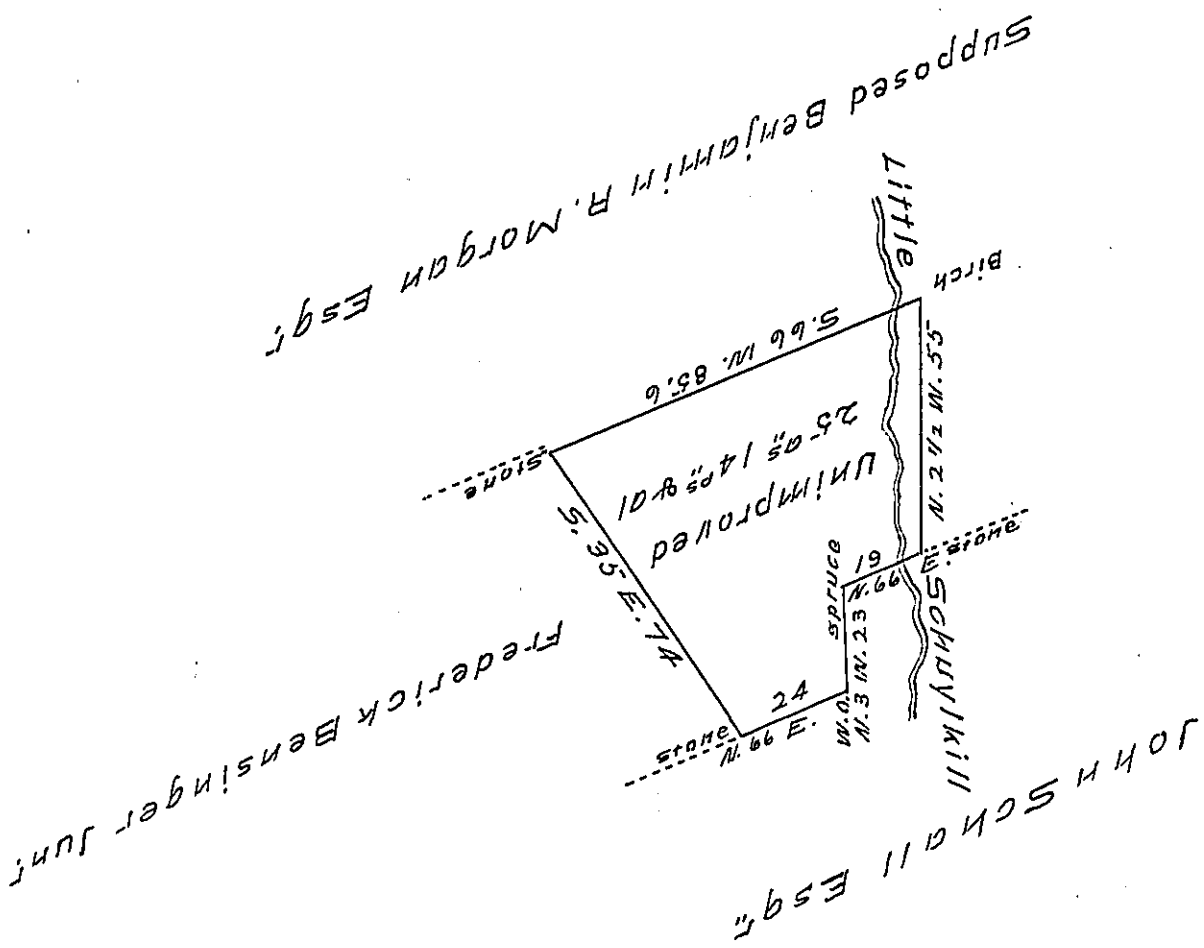 Supposed Benjamin R. Morgan Esqr.
Little
Birch
S. 66 W. 85,6
Stone
25 as,, 14 ps & al
Unimproved
N. 2 1/2 W. 55
S. 35 E. 74
Spruce
19
N. 66 E.
stone
Schuylkill
N. 3 W. 23
W.O.
24
N. 66 E.
stone
Frederick Bensinger Junr.
John Schall Esqr,,